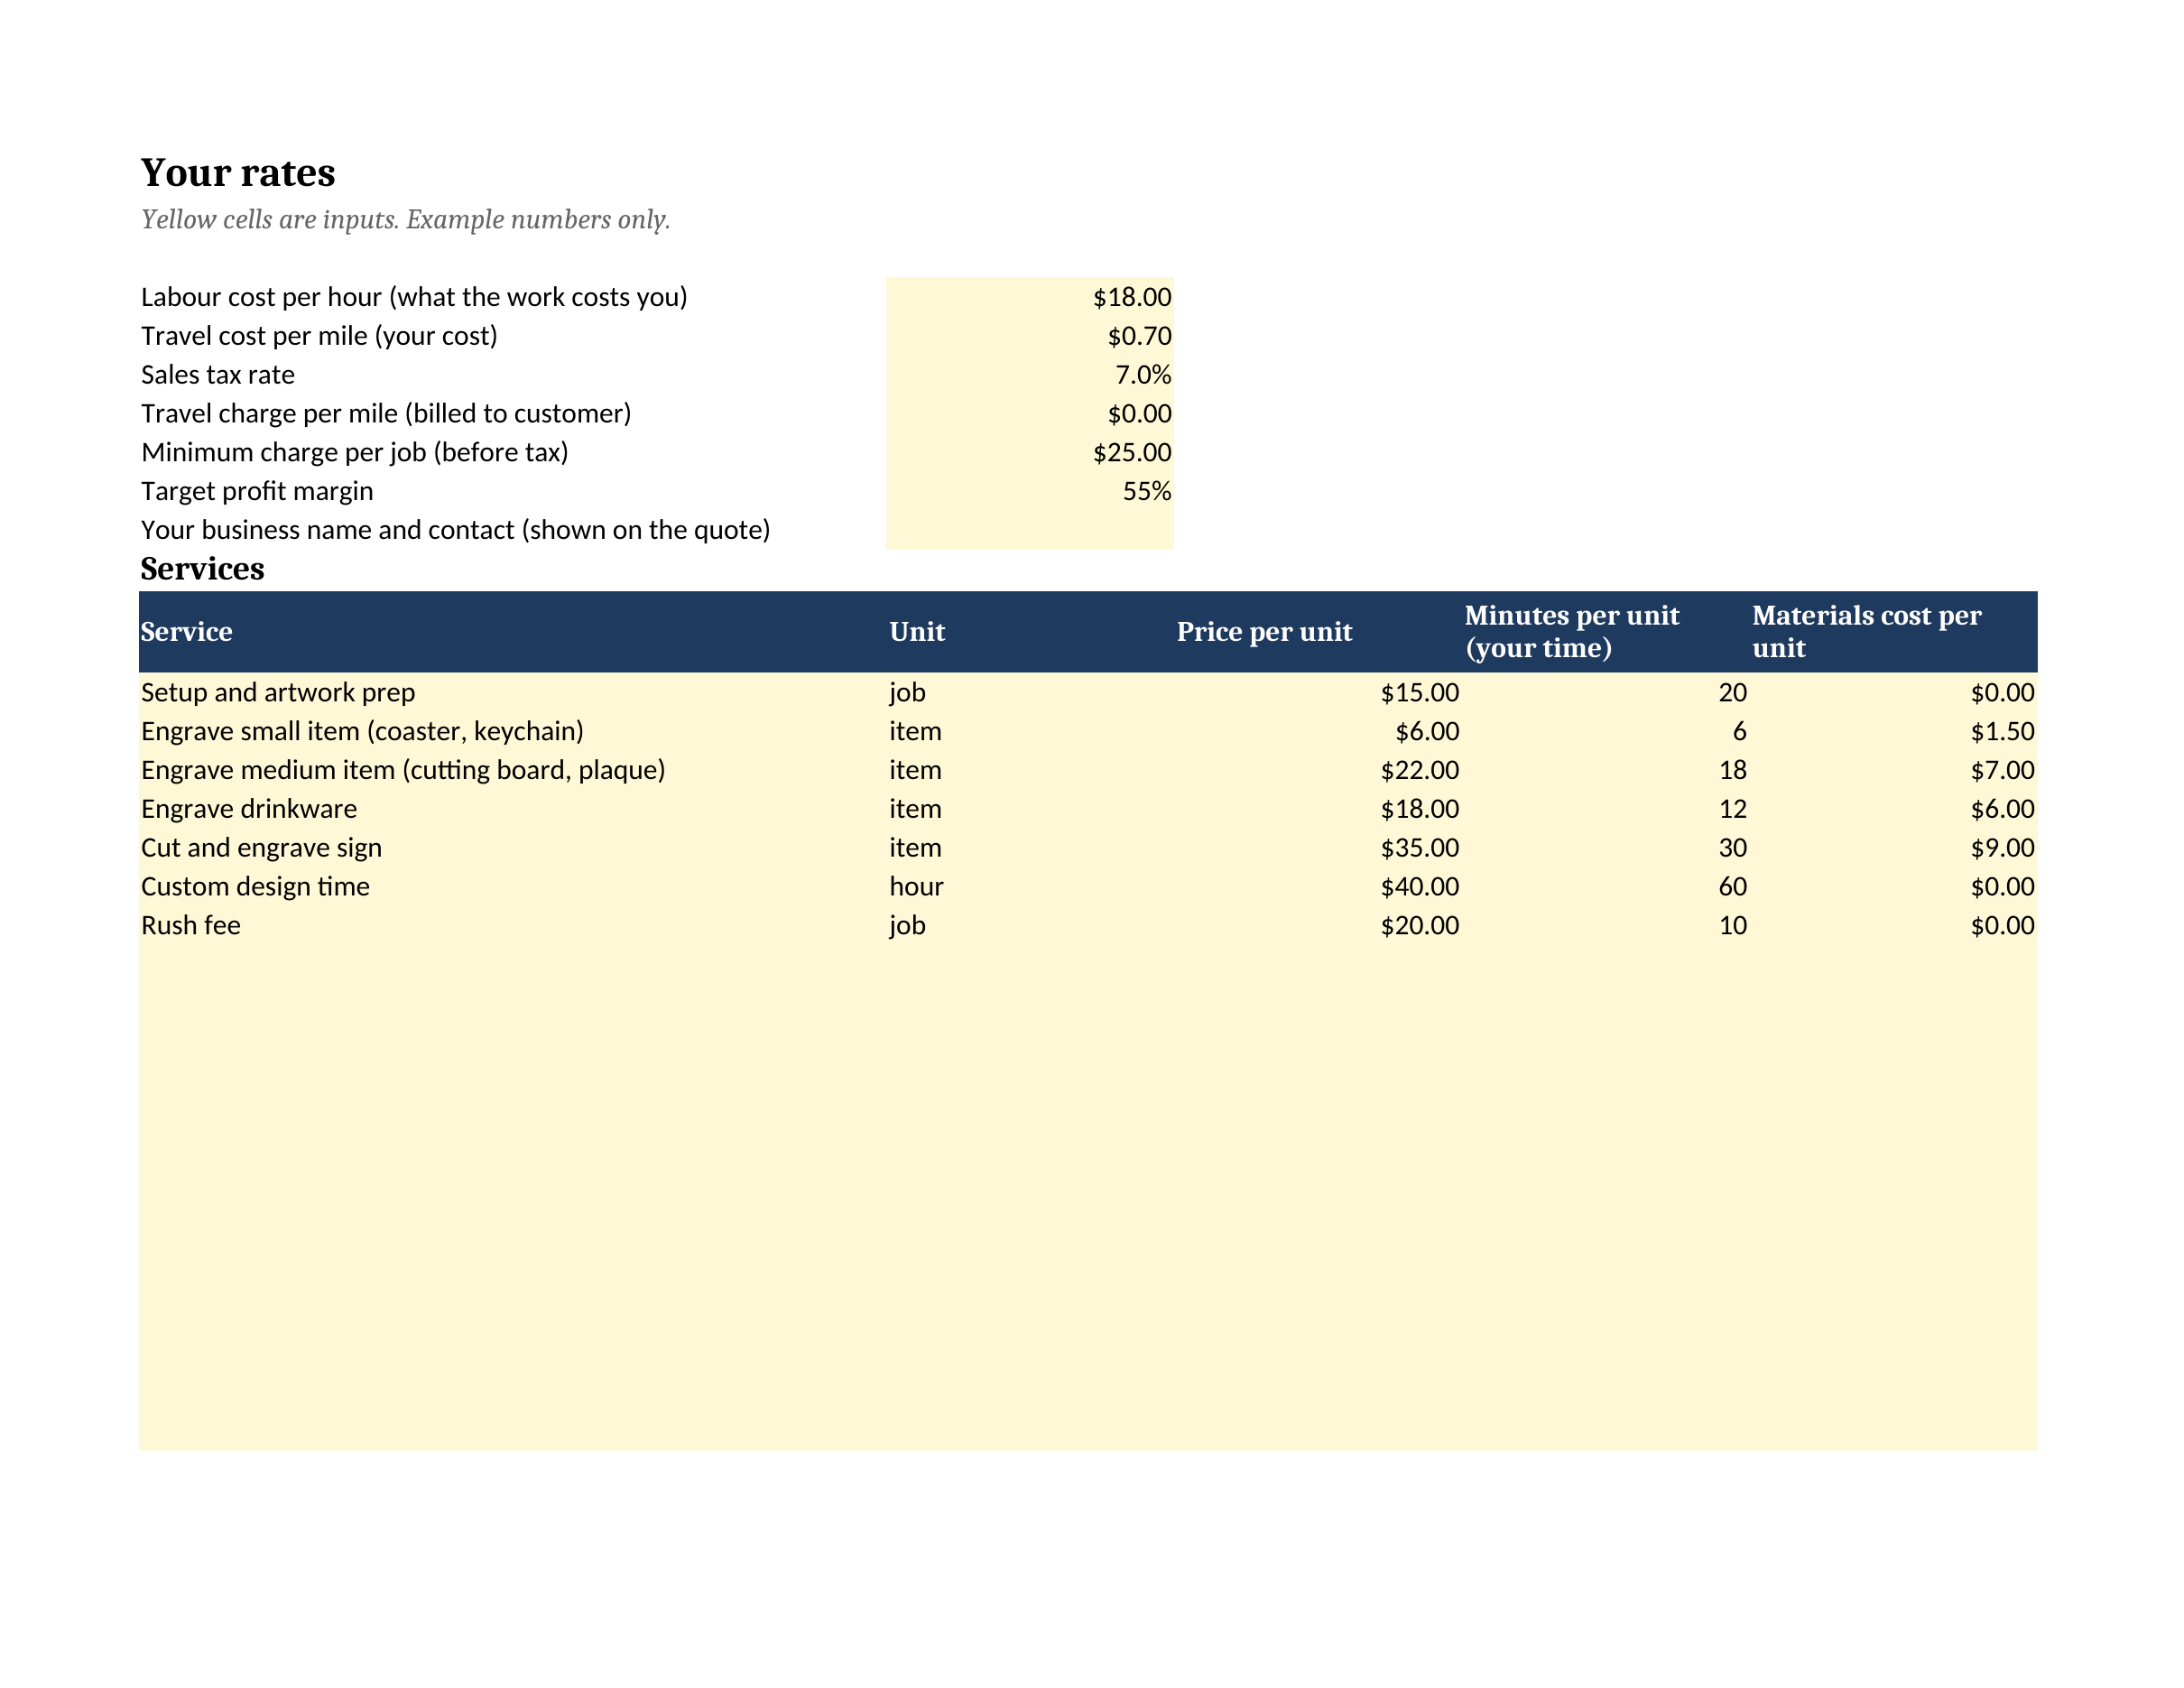 Your rates
Yellow cells are inputs. Example numbers only.
Labour cost per hour (what the work costs you) $18.00
Travel cost per mile (your cost) $0.70
Sales tax rate 7.0%
Travel charge per mile (billed to customer) $0.00
Minimum charge per job (before tax) $25.00
Target profit margin 55%
Your business name and contact (shown on the quote)
Services
Service Unit Price per unit Minutes per unit (your time) Materials cost per unit
Setup and artwork prep job $15.00 20 $0.00
Engrave small item (coaster, keychain) item $6.00 6 $1.50
Engrave medium item (cutting board, plaque) item $22.00 18 $7.00
Engrave drinkware item $18.00 12 $6.00
Cut and engrave sign item $35.00 30 $9.00
Custom design time hour $40.00 60 $0.00
Rush fee job $20.00 10 $0.00